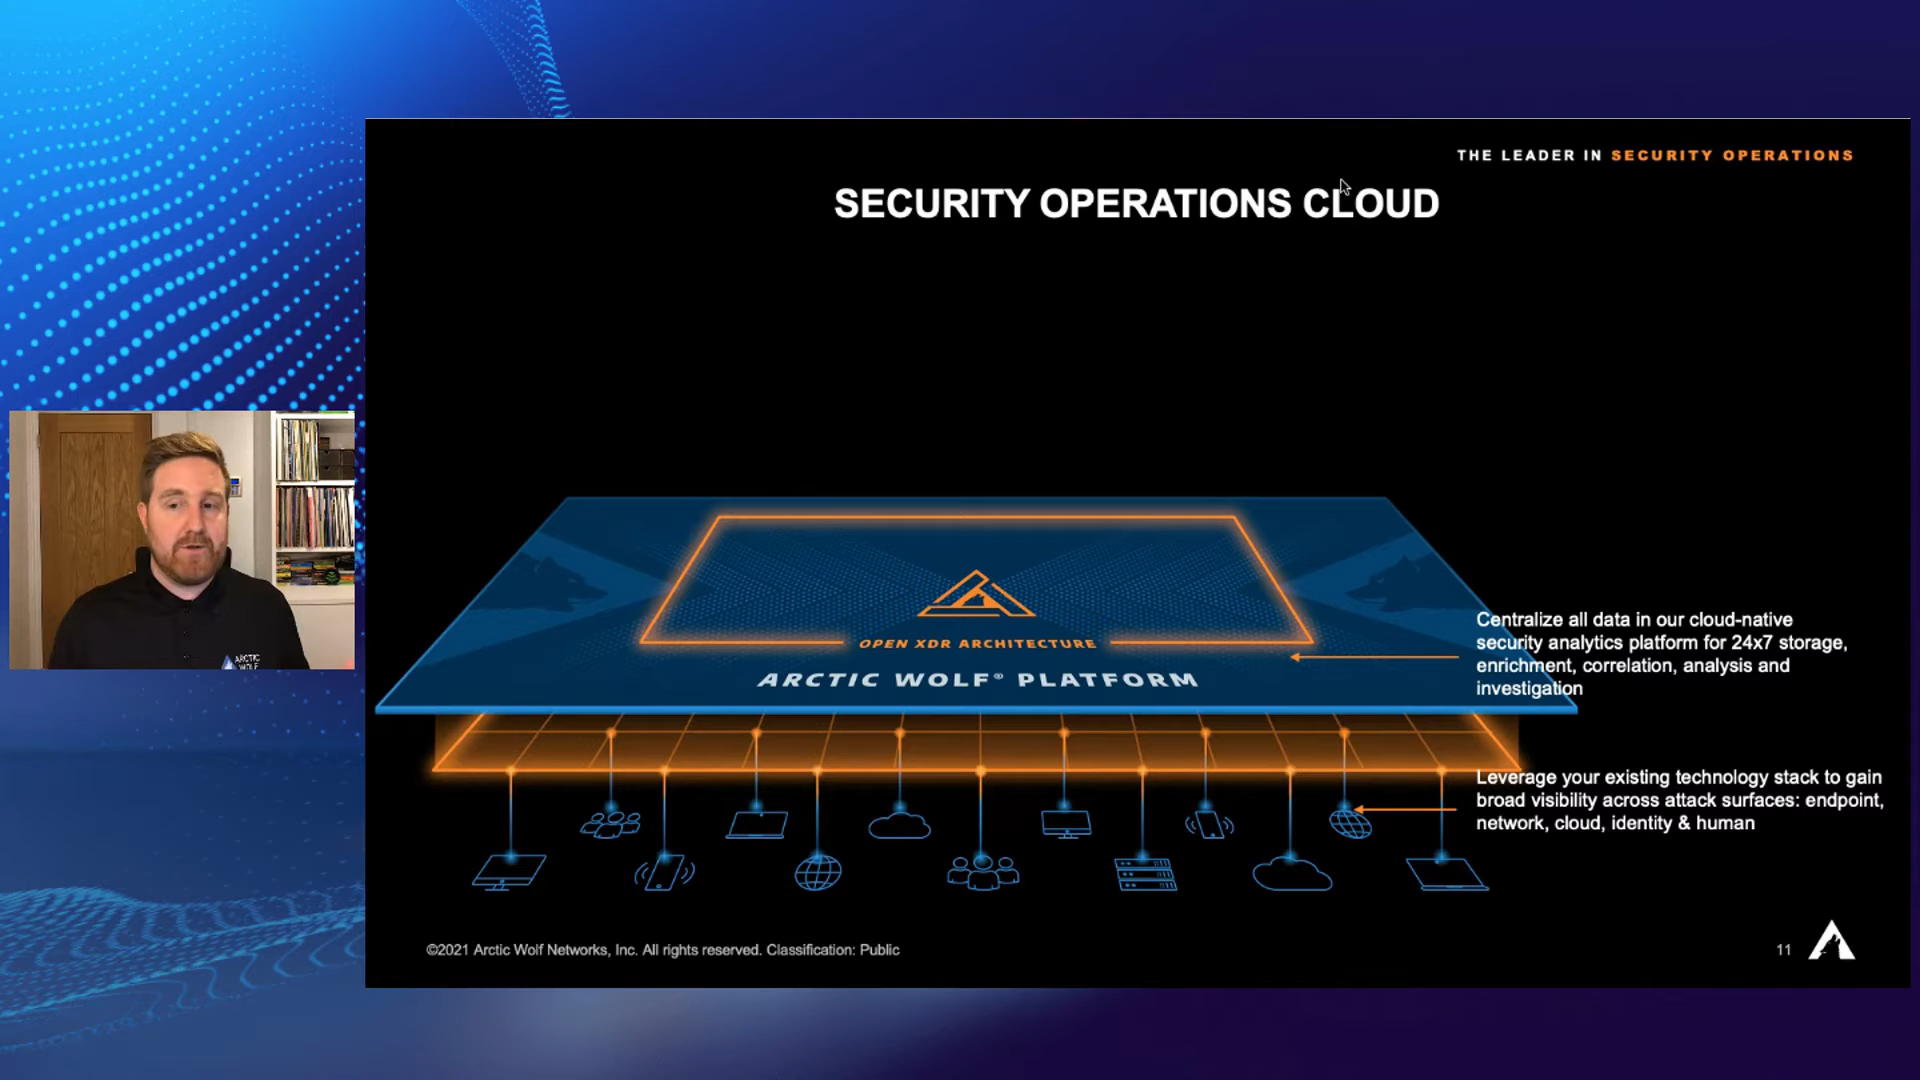 THE LEADER IN SECURITY OPERATIONS
SECURITY OPERATIONS CLOUD
OPEN XDR ARCHITECTURE
ARCTIC WOLF® PLATFORM
Centralize all data in our cloud-native
security analytics platform for 24x7 storage,
enrichment, correlation, analysis and
investigation
Leverage your existing technology stack to gain
broad visibility across attack surfaces: endpoint,
network, cloud, identity & human
©2021 Arctic Wolf Networks, Inc. All rights reserved. Classification: Public
11
ARCTIC
WOLF